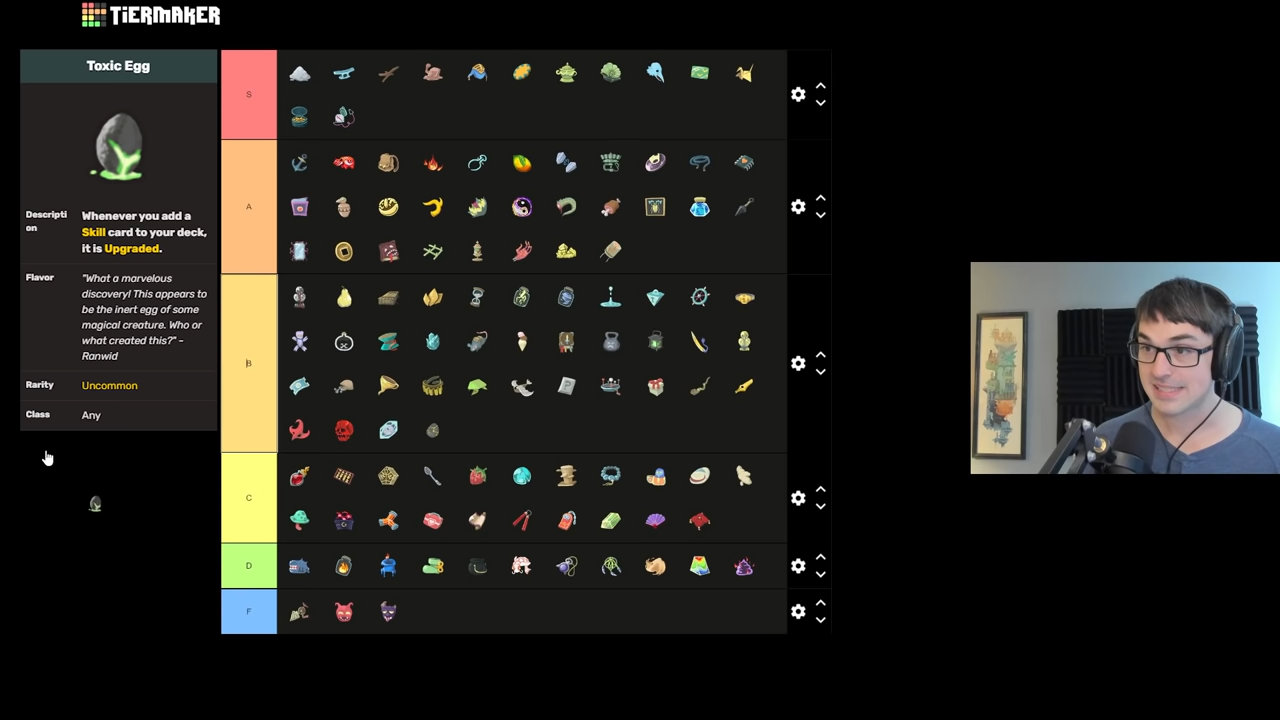 TiERMAKER
Toxic Egg
Descripti
on
Whenever you add a
Skill card to your deck,
it is Upgraded.
Flavor
"What a marvelous
discovery! This appears to
be the inert egg of some
magical creature. Who or
what created this?" -
Ranwid
Rarity
Uncommon
Class
Any
S
A
B
C
D
F